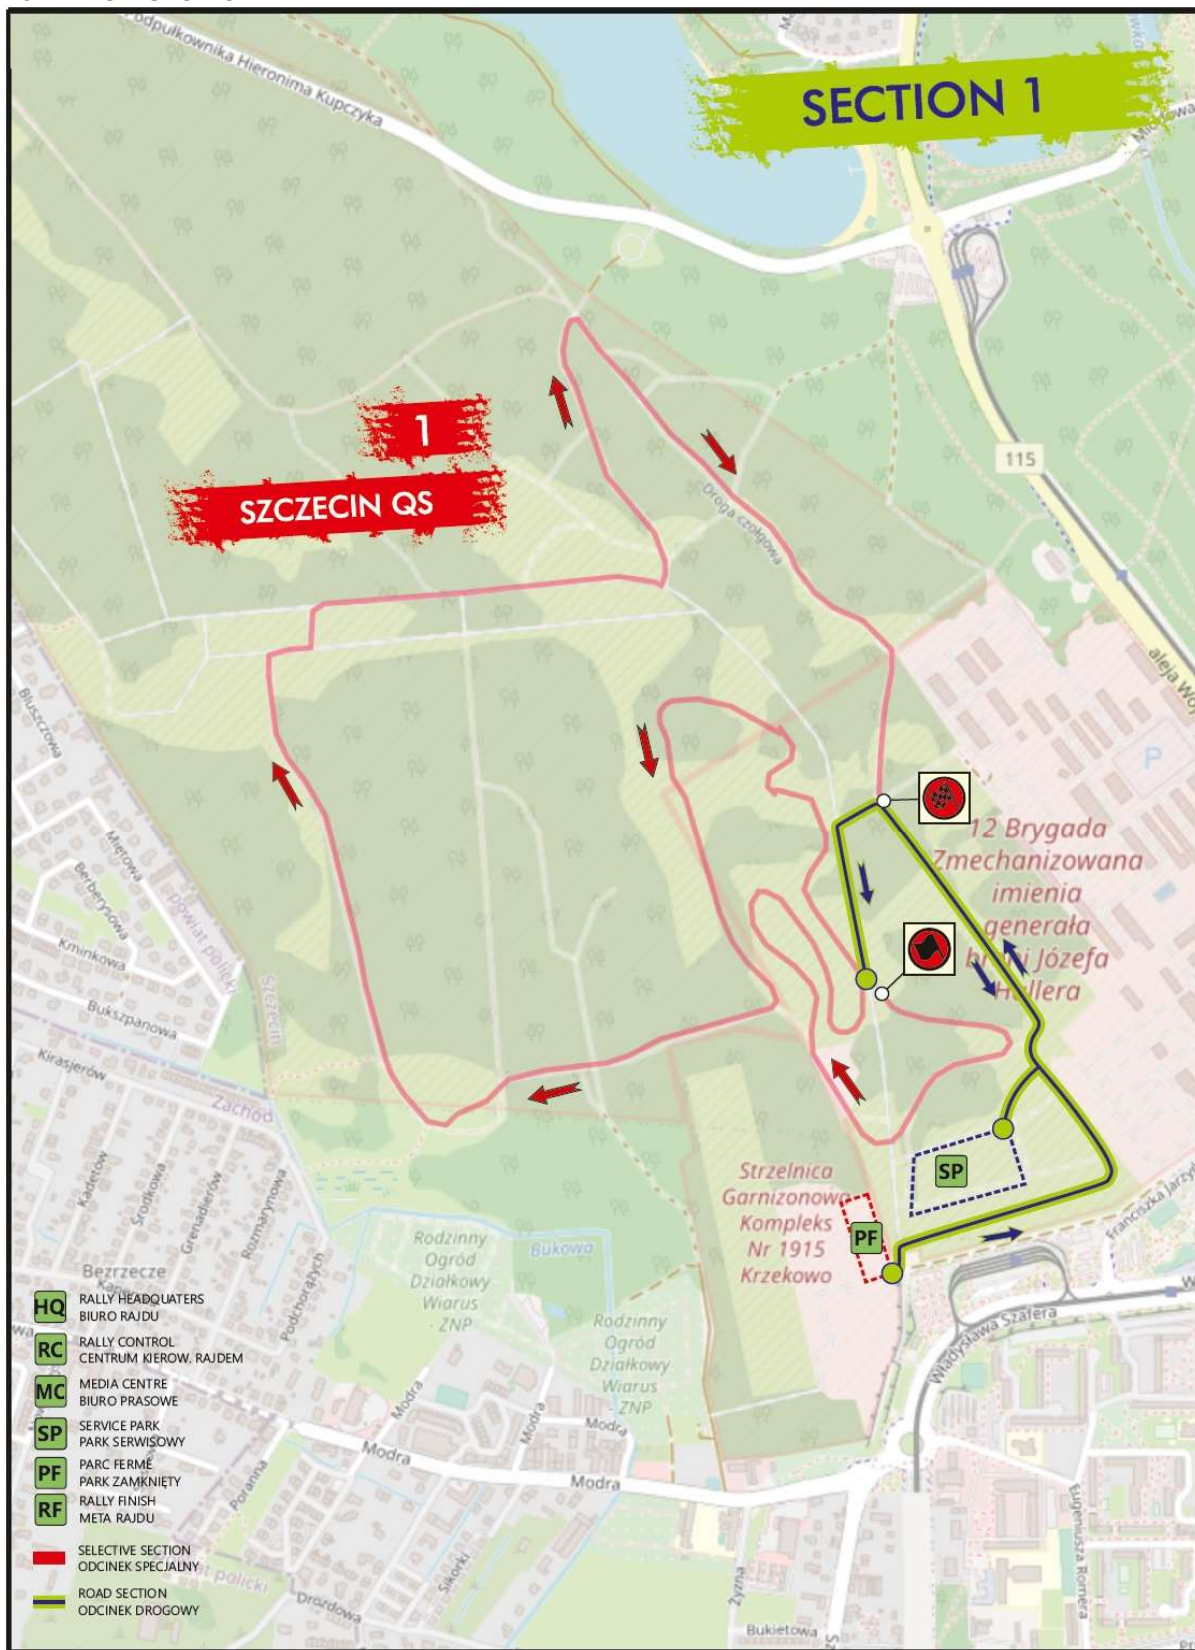 SECTION 1
Podpułkownika Hieronima Kupczyka
Miodowa
115
1
SZCZECIN QS
Droga czołgowa
aleja Woj
P
12 Brygada
Zmechanizowana
imienia
generała
broni Józefa
Hallera
Błuszczowa
Miętowa
Berberysowa
Kminkowa
Bukszpanowa
powiat policki
Szczecin
Kirasjerów
Zachód
Kadetów
Środkowa
Grenadierów
Rozmarynowa
Podchorążych
Bezrzecze
SP
PF
Strzelnica
Garnizonowa
Kompleks
Nr 1915
Krzekowo
Franciszka Jarzy
Władysława Szafera
Bukowa
Rodzinny
Ogród
Działkowy
Wiarus
- ZNP
Rodzinny
Ogród
Działkowy
Wiarus
- ZNP
Modra
Modra
Modra
Modra
Modra
Poranna
Sikorki
Drozdowa
Żyzna
Bukietowa
Eugeniusza Romera
HQ RALLY HEADQUATERS
BIURO RAJDU
RC RALLY CONTROL
CENTRUM KIEROW. RAJDEM
MC MEDIA CENTRE
BIURO PRASOWE
SP SERVICE PARK
PARK SERWISOWY
PF PARC FERMÉ
PARK ZAMKNIĘTY
RF RALLY FINISH
META RAJDU
SELECTIVE SECTION
ODCINEK SPECJALNY
ROAD SECTION
ODCINEK DROGOWY